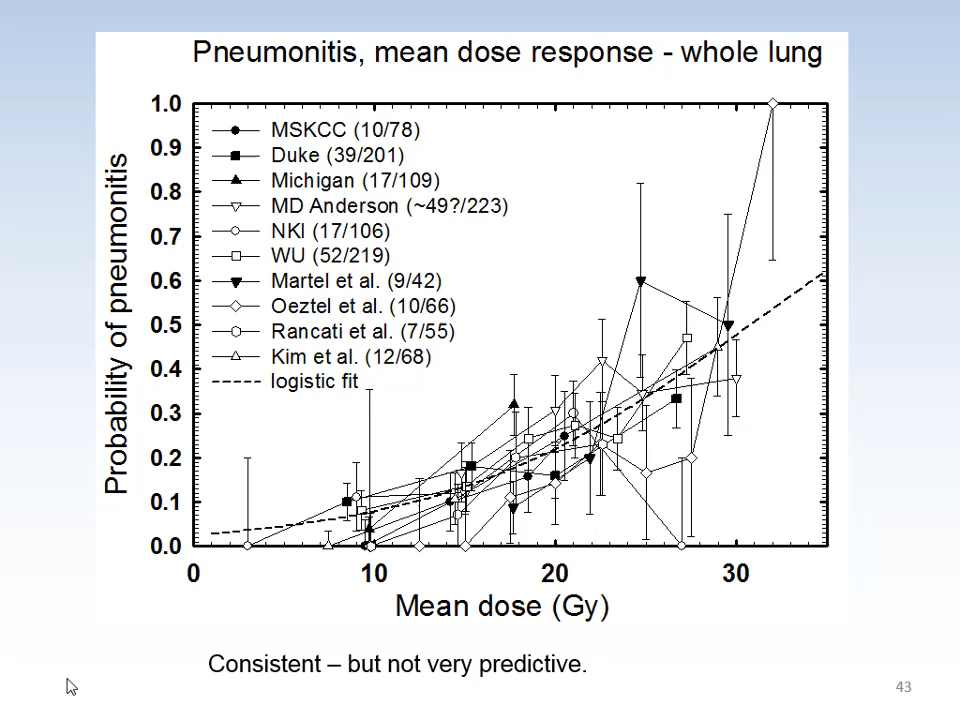 Pneumonitis, mean dose response - whole lung
Probability of pneumonitis
1.0
0.9
0.8
0.7
0.6
0.5
0.4
0.3
0.2
0.1
0.0
MSKCC (10/78)
Duke (39/201)
Michigan (17/109)
MD Anderson (~49?/223)
NKI (17/106)
WU (52/219)
Martel et al. (9/42)
Oeztel et al. (10/66)
Rancati et al. (7/55)
Kim et al. (12/68)
logistic fit
0 10 20 30
Mean dose (Gy)
Consistent – but not very predictive.
43